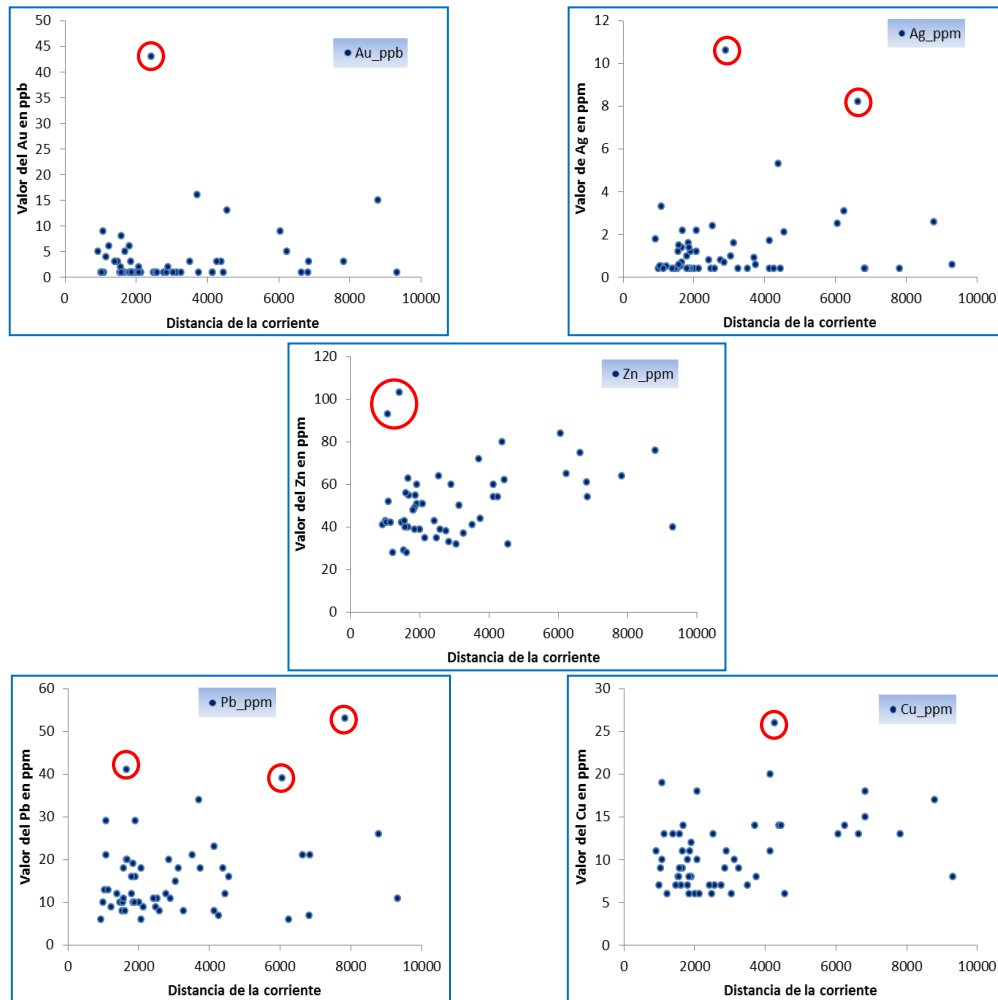 50
45
40
35
30
25
20
15
10
5
0
Valor del Au en ppb
Au_ppb
0 2000 4000 6000 8000 10000
Distancia de la corriente
12
10
8
6
4
2
0
Valor de Ag en ppm
Ag_ppm
0 2000 4000 6000 8000 10000
Distancia de la corriente
120
100
80
60
40
20
0
Valor del Zn en ppm
Zn_ppm
0 2000 4000 6000 8000 10000
Distancia de la corriente
60
50
40
30
20
10
0
Valor del Pb en ppm
Pb_ppm
0 2000 4000 6000 8000 10000
Distancia de la corriente
30
25
20
15
10
5
0
Valor del Cu en ppm
Cu_ppm
0 2000 4000 6000 8000 10000
Distancia de la corriente